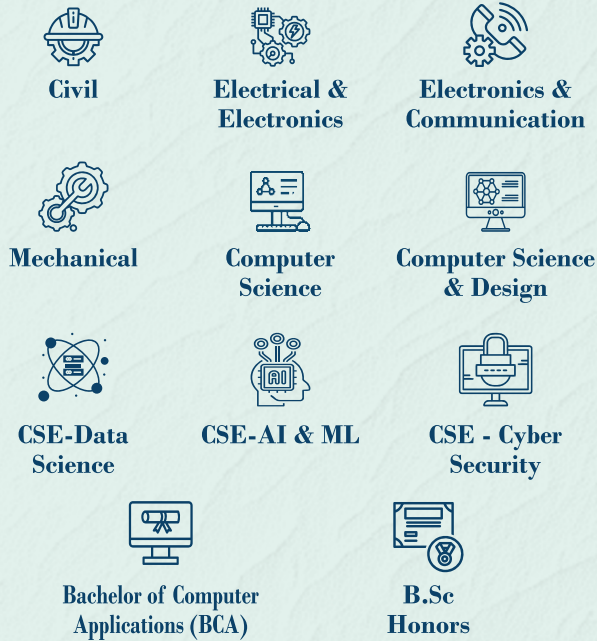 Civil
Electrical &
Electronics
Electronics &
Communication
Mechanical
Computer
Science
Computer Science
& Design
AI
CSE-Data
Science
CSE-AI & ML
CSE - Cyber
Security
Bachelor of Computer
Applications (BCA)
B.Sc
Honors